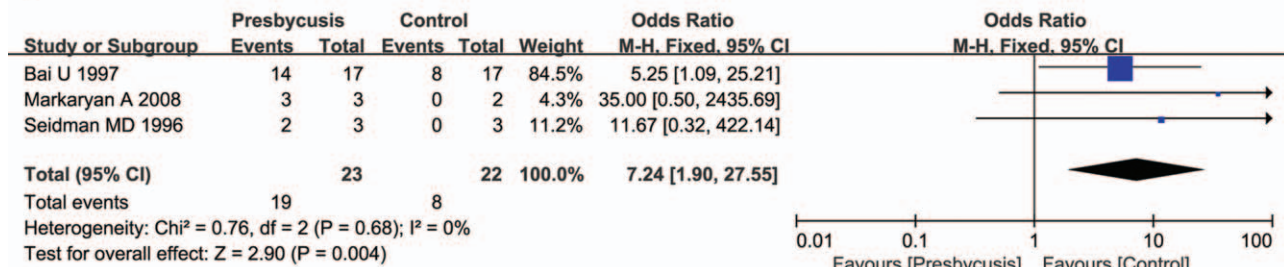 Presbycusis Control Odds Ratio Odds Ratio
Study or Subgroup Events Total Events Total Weight M-H, Fixed, 95% CI M-H, Fixed, 95% CI
Bai U 1997 14 17 8 17 84.5% 5.25 [1.09, 25.21]
Markaryan A 2008 3 3 0 2 4.3% 35.00 [0.50, 2435.69]
Seidman MD 1996 2 3 0 3 11.2% 11.67 [0.32, 422.14]
Total (95% CI) 23 22 100.0% 7.24 [1.90, 27.55]
Total events 19 8
Heterogeneity: Chi² = 0.76, df = 2 (P = 0.68); I² = 0%
Test for overall effect: Z = 2.90 (P = 0.004)
0.01 0.1 1 10 100
Favours [Presbycusis] Favours [Control]